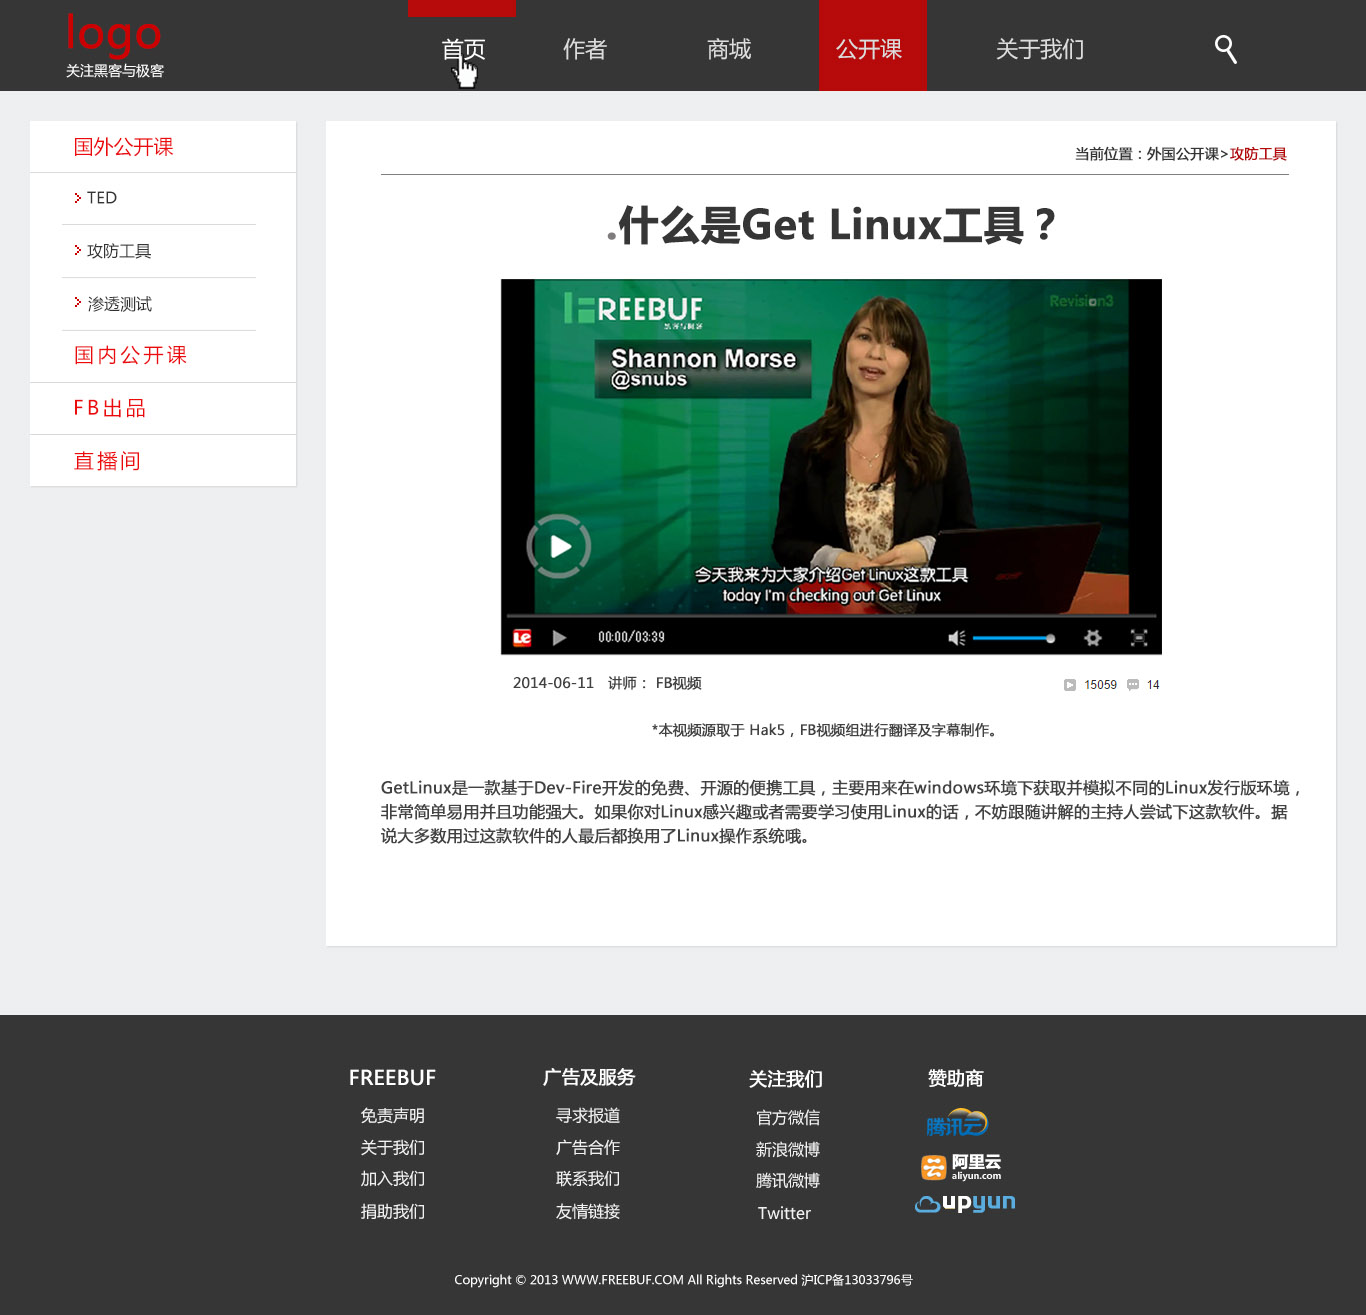 logo
关注黑客与极客
首页
作者
商城
公开课
关于我们
国外公开课
TED
攻防工具
渗透测试
国内公开课
FB出品
直播间
当前位置：外国公开课>攻防工具
.什么是Get Linux工具？
FREEBUF
黑客与极客
Revision3
Shannon Morse
@snubs
今天我来为大家介绍Get Linux这款工具
today I'm checking out Get Linux
Le
00:00/03:39
2014-06-11 讲师： FB视频
15059
14
*本视频源取于 Hak5，FB视频组进行翻译及字幕制作。
GetLinux是一款基于Dev-Fire开发的免费、开源的便携工具，主要用来在windows环境下获取并模拟不同的Linux发行版环境，
非常简单易用并且功能强大。如果你对Linux感兴趣或者需要学习使用Linux的话，不妨跟随讲解的主持人尝试下这款软件。据
说大多数用过这款软件的人最后都换用了Linux操作系统哦。
FREEBUF
免责声明
关于我们
加入我们
捐助我们
广告及服务
寻求报道
广告合作
联系我们
友情链接
关注我们
官方微信
新浪微博
腾讯微博
Twitter
赞助商
腾讯云
阿里云
aliyun.com
upyun
Copyright © 2013 WWW.FREEBUF.COM All Rights Reserved 沪ICP备13033796号